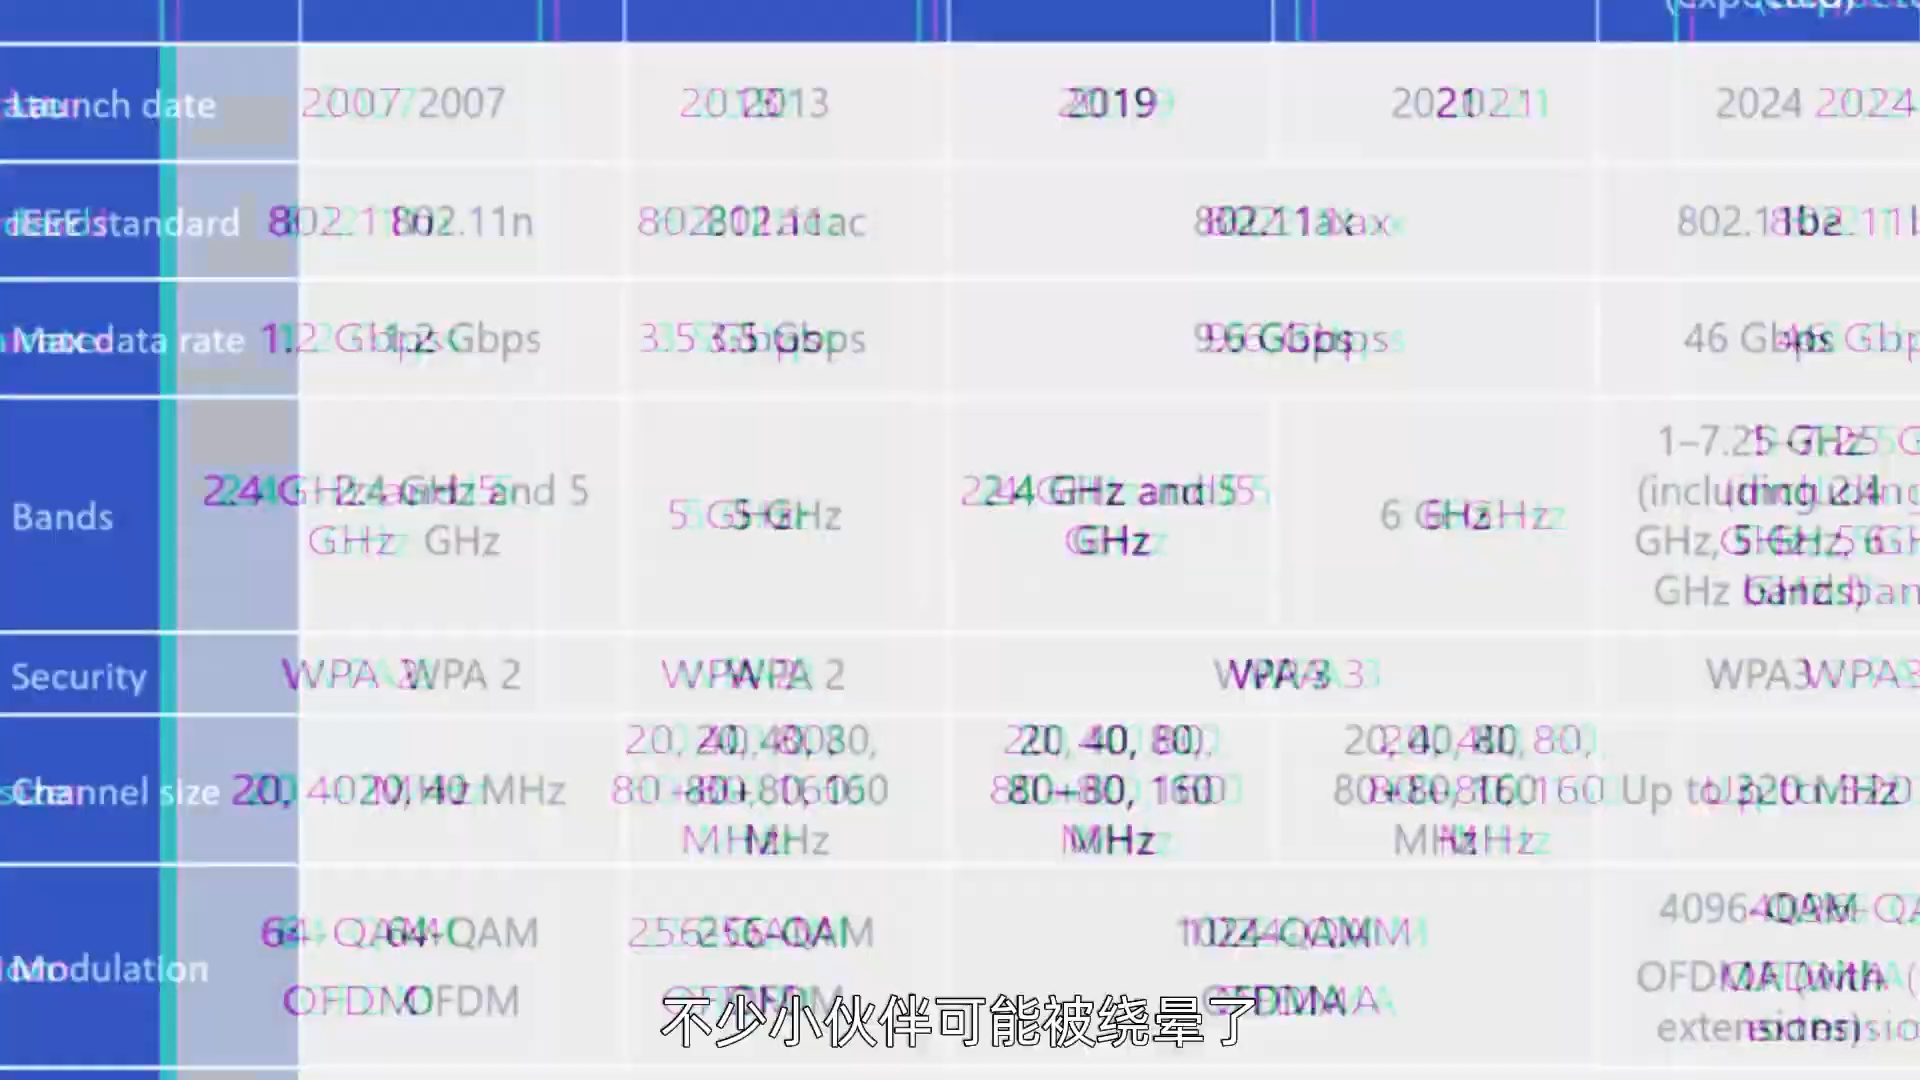 (expected)
Launch date 2007 2013 2019 2021 2024
IEEE standard 802.11n 802.11ac 802.11ax 802.11be
Max data rate 1.2 Gbps 3.5 Gbps 9.6 Gbps 46 Gbps
Bands
2.4 GHz and 5
GHz
5 GHz
2.4 GHz and 5
GHz
6 GHz
1–7.25 GHz
(including 2.4
GHz, 5 GHz, 6
GHz bands)
Security WPA 2 WPA 2 WPA 3 WPA3
Channel size
20, 40 MHz
20, 40, 80,
80+80, 160
MHz
20, 40, 80,
80+80, 160
MHz
20, 40, 80,
80+80, 160
MHz
Up to 320 MHz
Modulation
64-QAM
OFDM
256-QAM
OFDM
1024-QAM
OFDMA
4096-QAM
OFDMA (with
extensions)
不少小伙伴可能被绕晕了